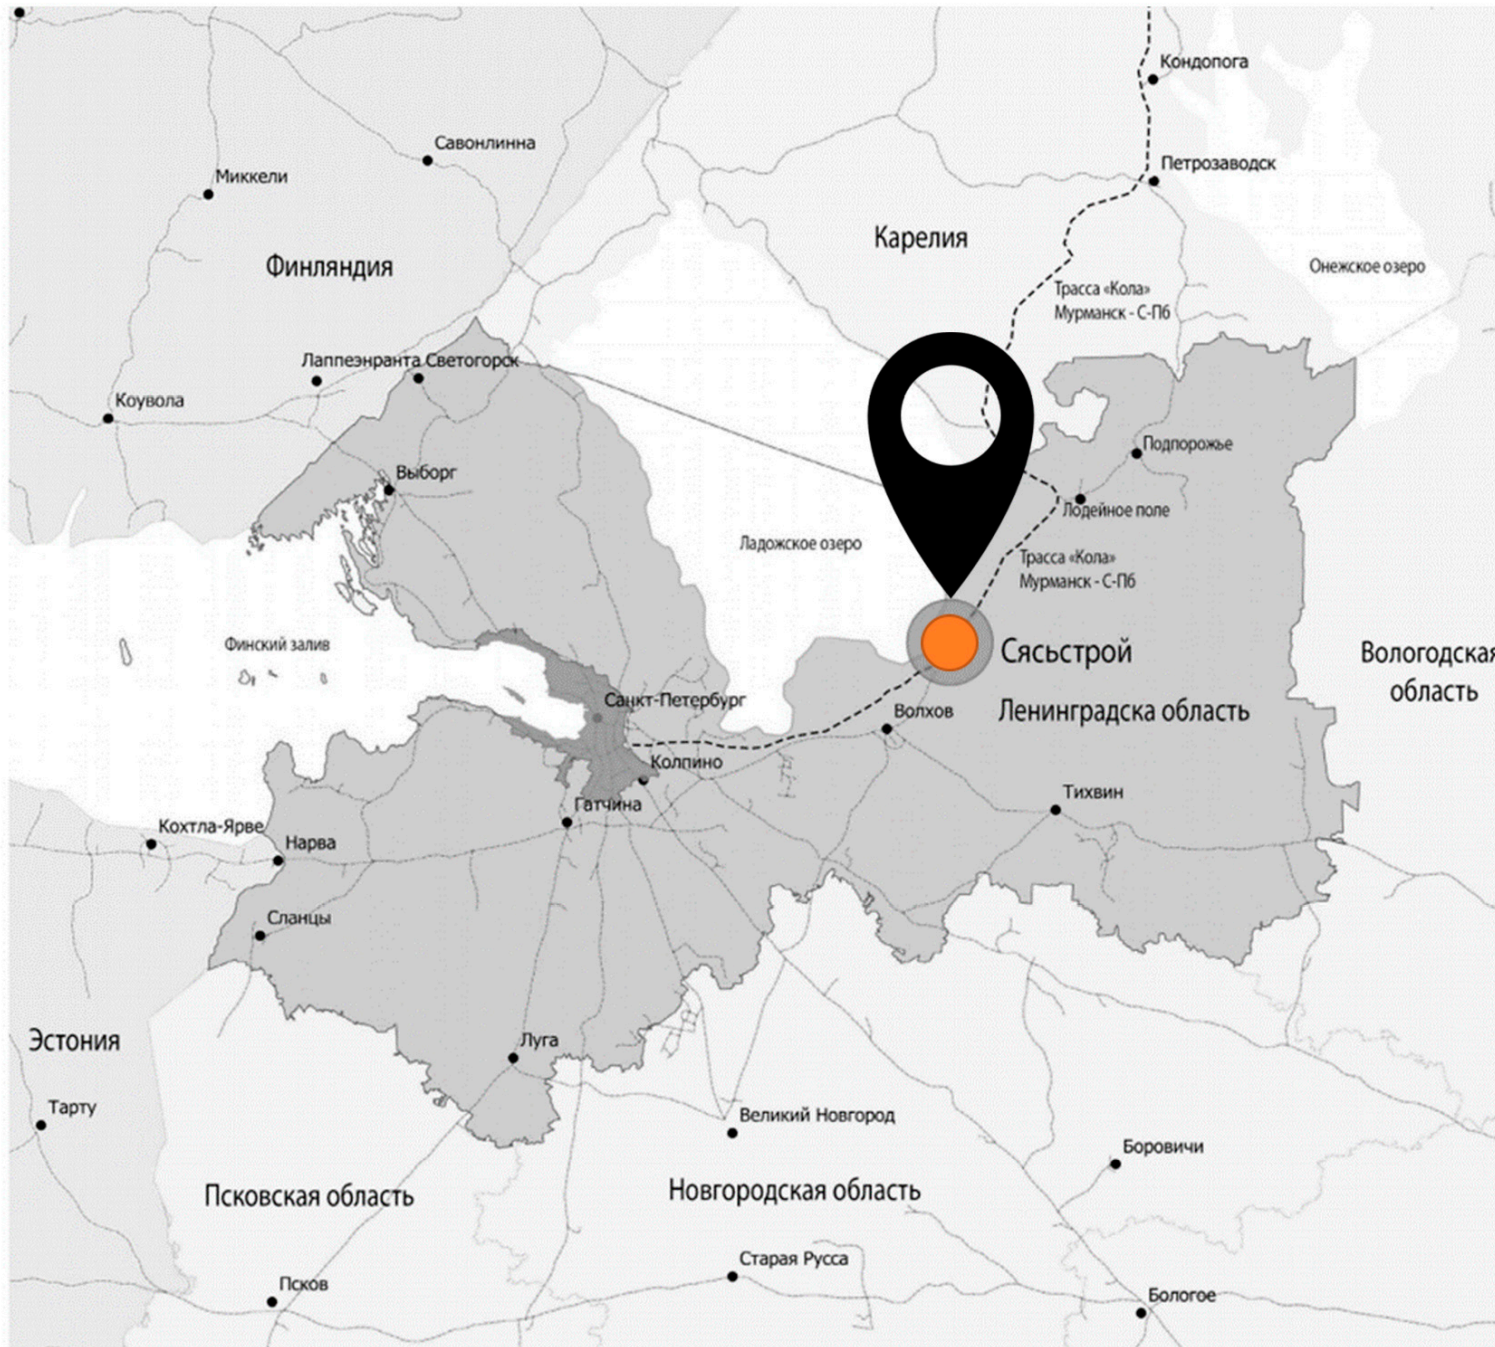 Кондопога
Савонлинна
Петрозаводск
Миккели
Карелия
Финляндия
Онежское озеро
Трасса «Кола»
Мурманск - С-Пб
Лаппеэнранта
Светогорск
Коувола
Подпорожье
Выборг
Лодейное поле
Ладожское озеро
Трасса «Кола»
Мурманск - С-Пб
Финский залив
Сясьстрой
Вологодская
область
Санкт-Петербург
Волхов
Ленинградска область
Колпино
Тихвин
Гатчина
Кохтла-Ярве
Нарва
Сланцы
Эстония
Луга
Тарту
Великий Новгород
Боровичи
Псковская область
Новгородская область
Старая Русса
Псков
Бологое